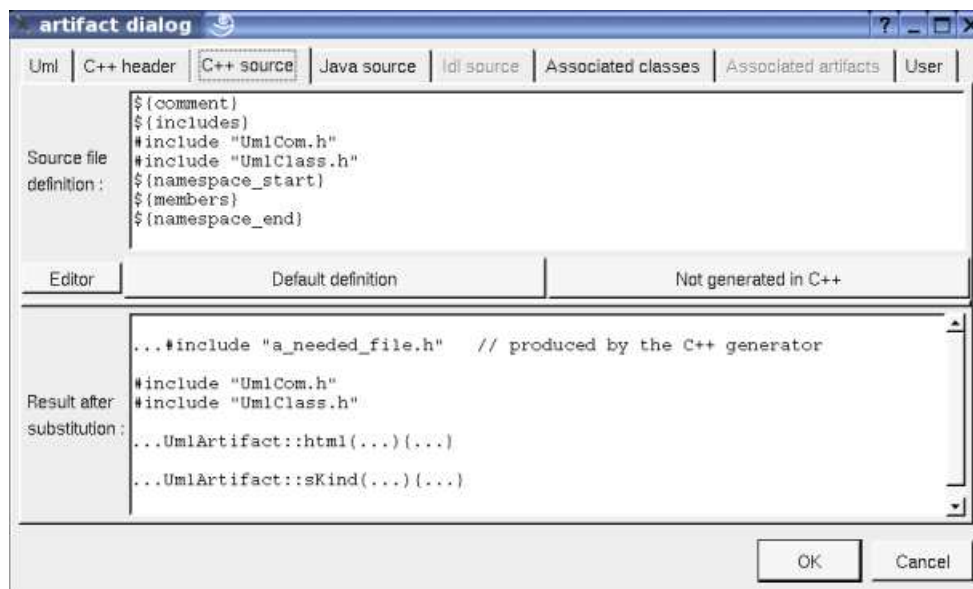 artifact dialog ? _ X
Uml C++ header C++ source Java source Idl source Associated classes Associated artifacts User
${comment}
${includes}
#include "UmlCom.h"
Source file #include "UmlClass.h"
definition : ${namespace_start}
${members}
${namespace_end}
Editor Default definition Not generated in C++
...#include "a_needed_file.h" // produced by the C++ generator
#include "UmlCom.h"
Result after #include "UmlClass.h"
substitution : ...UmlArtifact::html(...){...}
...UmlArtifact::sKind(...){...}
OK Cancel